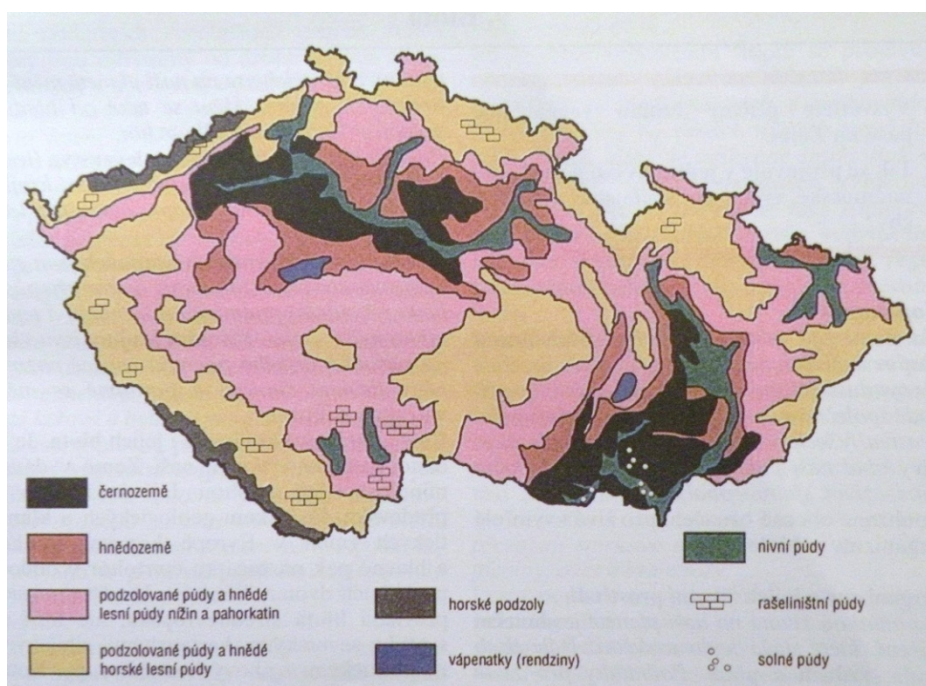 černozemě
hnědozemě
podzolované půdy a hnědé
lesní půdy nížin a pahorkatin
podzolované půdy a hnědé
horské lesní půdy
horské podzoly
vápenatky (rendziny)
nivní půdy
rašeliništní půdy
solné půdy